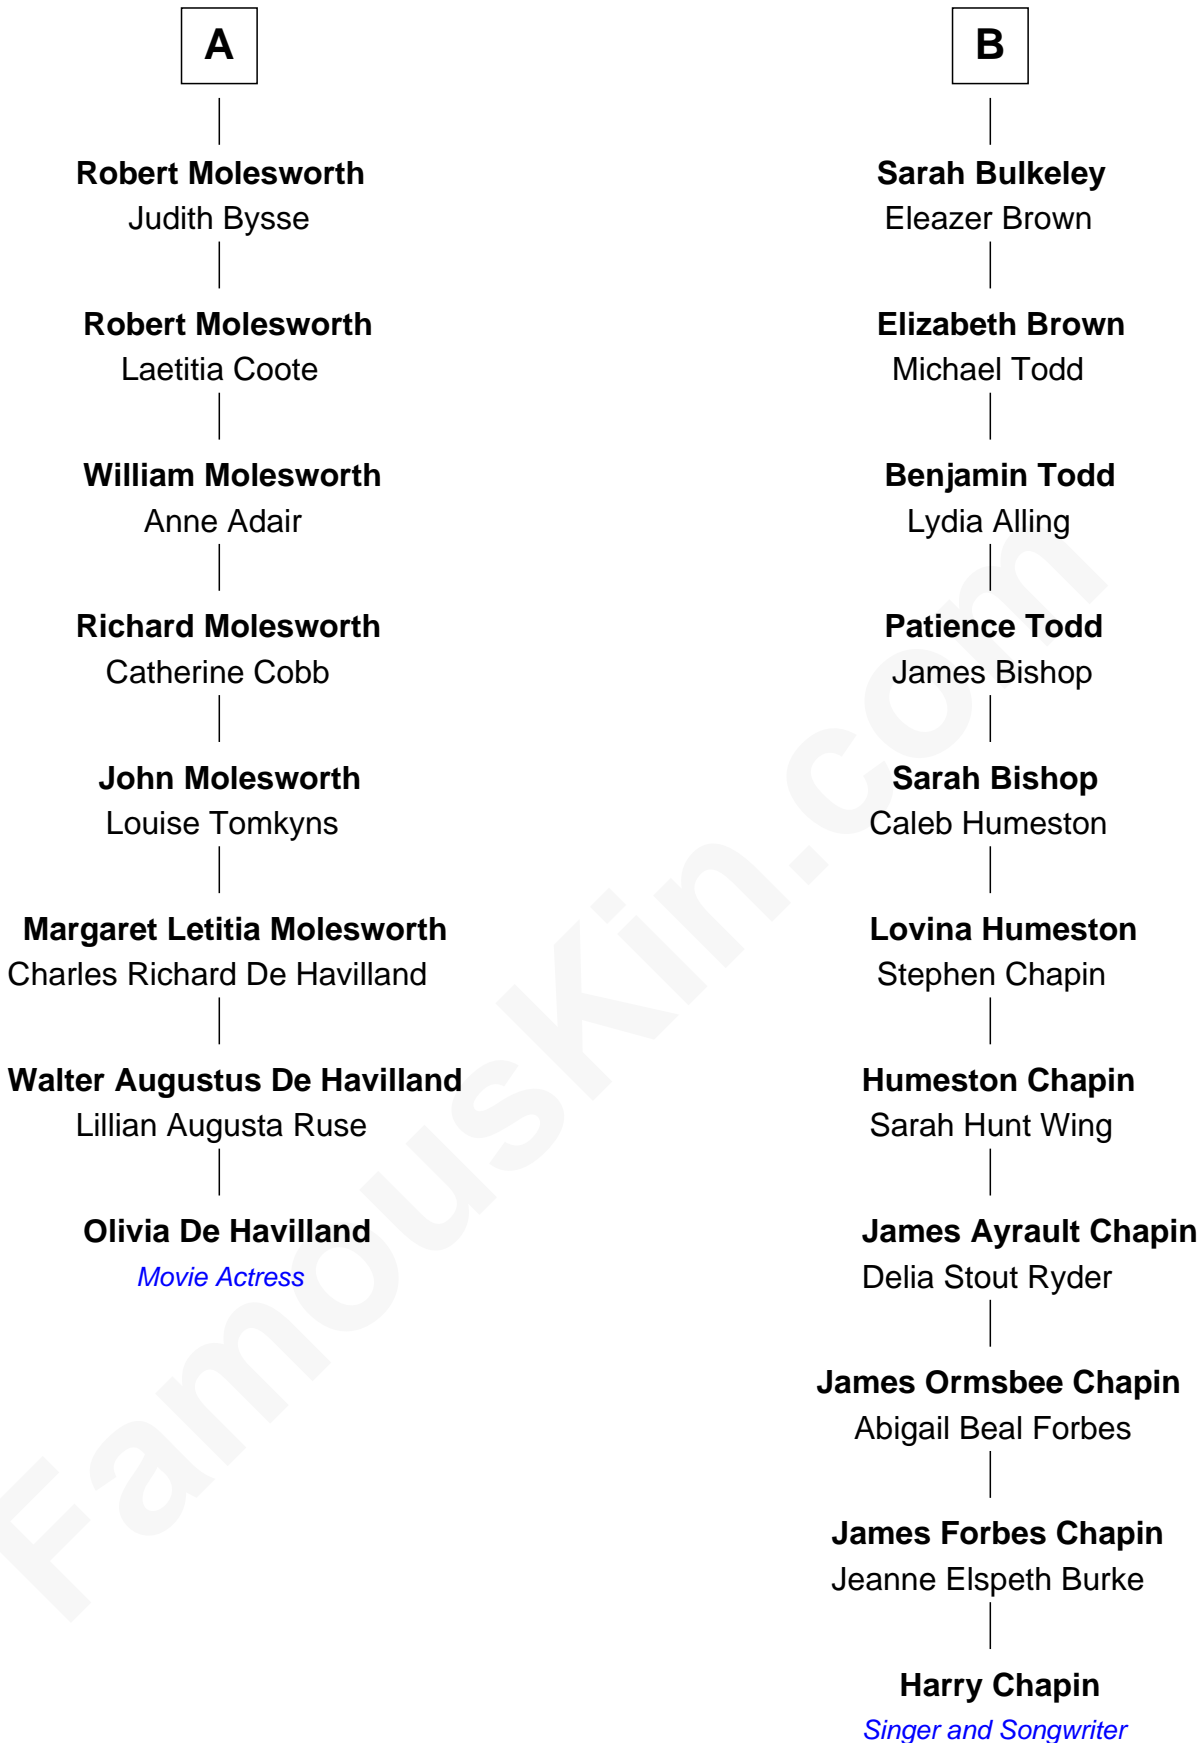 A
Robert Molesworth
Judith Bysse
Robert Molesworth
Laetitia Coote
William Molesworth
Anne Adair
Richard Molesworth
Catherine Cobb
John Molesworth
Louise Tomkyns
Margaret Letitia Molesworth
Charles Richard De Havilland
Walter Augustus De Havilland
Lillian Augusta Ruse
Olivia De Havilland
Movie Actress
B
Sarah Bulkeley
Eleazer Brown
Elizabeth Brown
Michael Todd
Benjamin Todd
Lydia Alling
Patience Todd
James Bishop
Sarah Bishop
Caleb Humeston
Lovina Humeston
Stephen Chapin
Humeston Chapin
Sarah Hunt Wing
James Ayrault Chapin
Delia Stout Ryder
James Ormsbee Chapin
Abigail Beal Forbes
James Forbes Chapin
Jeanne Elspeth Burke
Harry Chapin
Singer and Songwriter
FamousKin.com